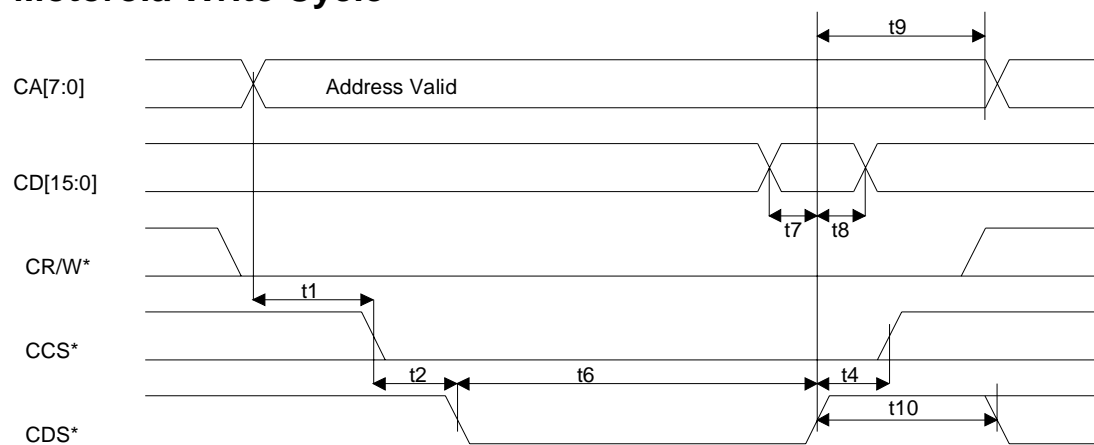 Motorola Write Cycle
t9
CA[7:0]
Address Valid
CD[15:0]
t7
t8
CR/W*
t1
CCS*
t2
t6
t4
t10
CDS*